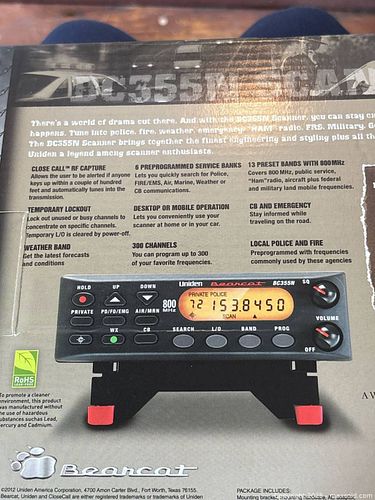 BC355N SCAN
There's a world of drama out there. And with the BC355N Scanner, you can stay
happens. Tune into police, fire, weather, emergency, "HAM" radio, FRS, Military, G
The BC355N Scanner brings together the finest engineering and styling plus all th
Uniden a legend among scanner enthusiasts.
CLOSE CALL™ RF CAPTURE
Allows the user to be alerted if anyone
keys up within a couple of hundred
feet and automatically tunes into the
transmission.
6 PREPROGRAMMED SERVICE BANKS
Lets you quickly search for Police,
FIRE/EMS, Air, Marine, Weather or
CB communications.
13 PRESET BANDS WITH 800MHz
Covers 800 MHz, public service,
"Ham"radio, aircraft plus federal
and military land mobile frequencies.
TEMPORARY LOCKOUT
Lock out unused or busy channels to
concentrate on specific channels.
Temporary L/O is cleared by power-off.
DESKTOP OR MOBILE OPERATION
Lets you conveniently use your
scanner at home or in your car.
CB AND EMERGENCY
Stay informed while
traveling on the road.
WEATHER BAND
Get the latest forecasts
and conditions
300 CHANNELS
You can program up to 300
of your favorite frequencies.
LOCAL POLICE AND FIRE
Preprogrammed with frequencies
commonly used by these agencies
HOLD UP DOWN
Uniden Bearcat BC355N
SQ
PRIVATE POLICE
72 153.8450
SCAN
800
MHz
PRIVATE PD/FD/EMG AIR/MRN
VOLUME
WX CB SEARCH L/O BAND PROG
OFF
RoHS
To promote a cleaner
environment, this product
was manufactured without
the use of hazardous
substances such as Lead,
Mercury and Cadmium.
Bearcat
©2012 Uniden America Corporation, 4700 Amon Carter Blvd., Fort Worth, Texas 76155.
Bearcat, Uniden and CloseCall are either registered trademarks or trademarks of Uniden
PACKAGE INCLUDES:
Mounting bracket,